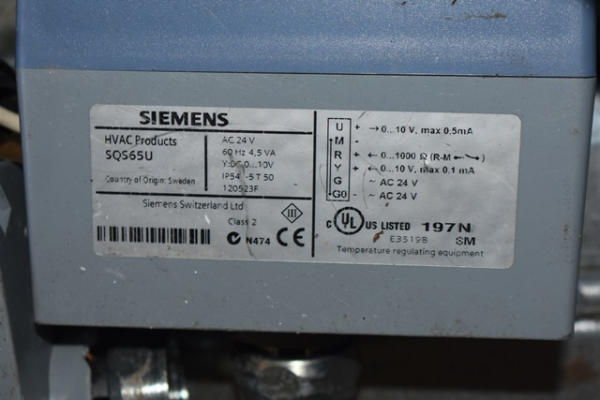 SIEMENS
HVAC Products
SQS65U
Country of Origin: Sweden
AC 24 V
60 Hz 4,5 VA
Y:DC 0...10V
IP54 -5 T 50
120523F
Siemens Switzerland Ltd
Class 2
III
N474 CE
U + → 0...10 V, max 0,5mA
M -
R + ← 0...1000 Ω (R-M)
Y + ← 0...10 V, max 0,1 mA
G ~ AC 24 V
G0 ~ AC 24 V
C UL US LISTED 197N
E35198 SM
Temperature regulating equipment